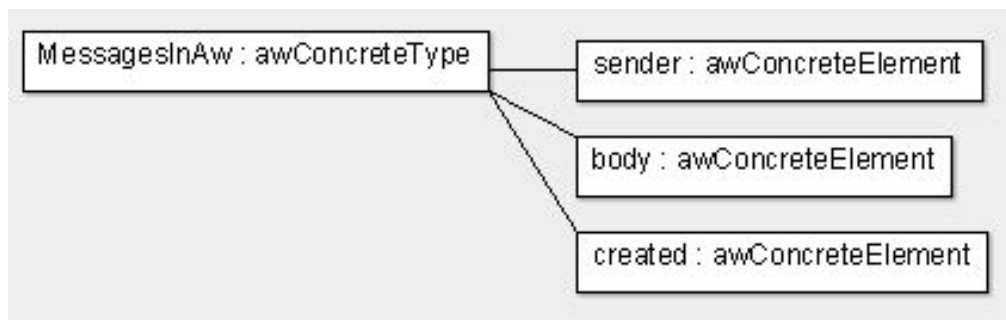 MessagesInAw : awConcreteType
sender : awConcreteElement
body : awConcreteElement
created : awConcreteElement